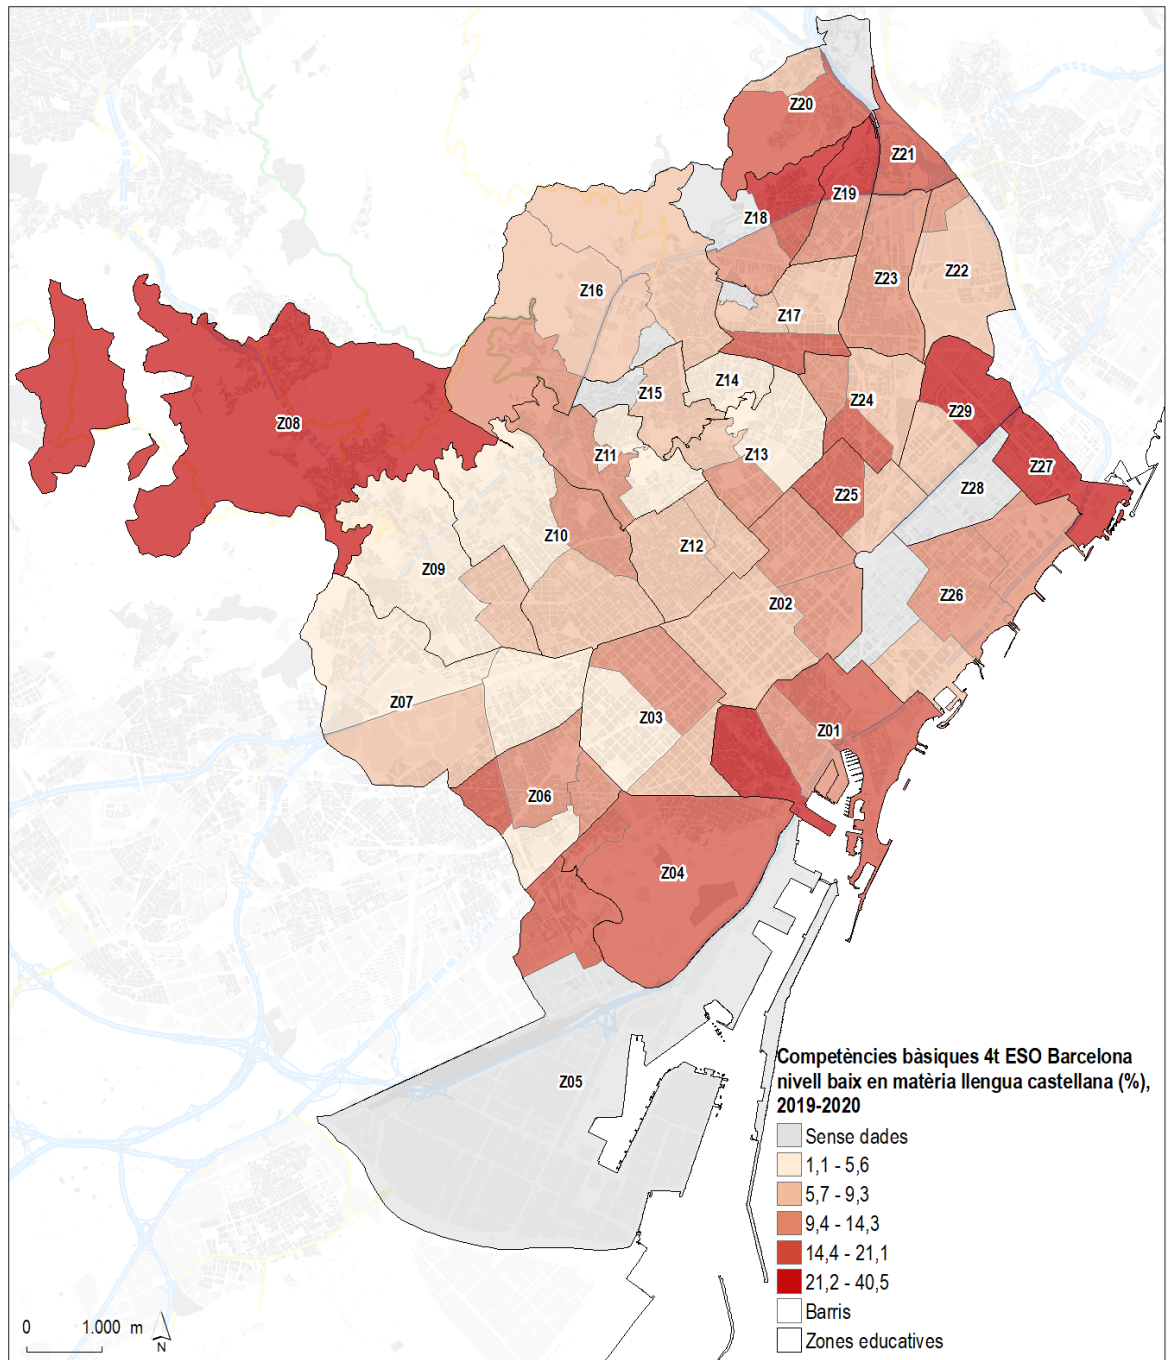 Z20
Z21
Z19
Z18
Z22
Z23
Z16
Z17
Z14
Z15
Z24
Z29
Z08
Z11
Z13
Z27
Z28
Z25
Z10
Z12
Z09
Z26
Z02
Z07
Z03
Z01
Z06
Z04
Z05
Competències bàsiques 4t ESO Barcelona
nivell baix en matèria llengua castellana (%),
2019-2020
Sense dades
1,1 - 5,6
5,7 - 9,3
9,4 - 14,3
14,4 - 21,1
21,2 - 40,5
Barris
Zones educatives
0 1.000 m
N